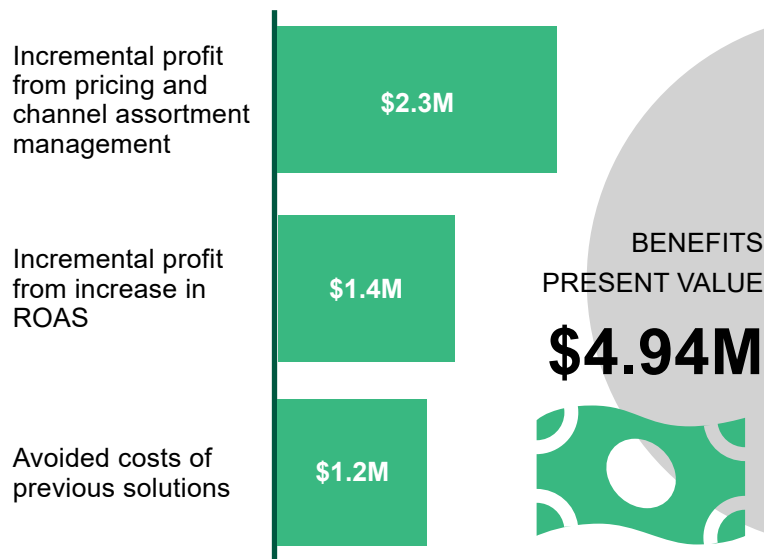 Incremental profit
from pricing and
channel assortment
management
$2.3M
Incremental profit
from increase in
ROAS
$1.4M
BENEFITS
PRESENT VALUE
$4.94M
Avoided costs of
previous solutions
$1.2M